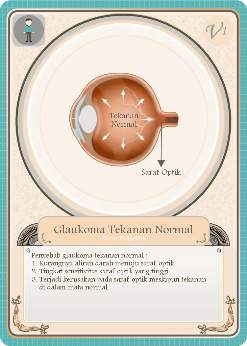 V1
Tekanan
Normal
Saraf Optik
Glaukoma Tekanan Normal
Penyebab glaukoma tekanan normal :
1. Kurangnya aliran darah menuju saraf optik
2. Tingkat sensitivitas saraf optik yang tinggi
3. Terjadi kerusakan pada saraf optik meskipun tekanan
di dalam mata normal